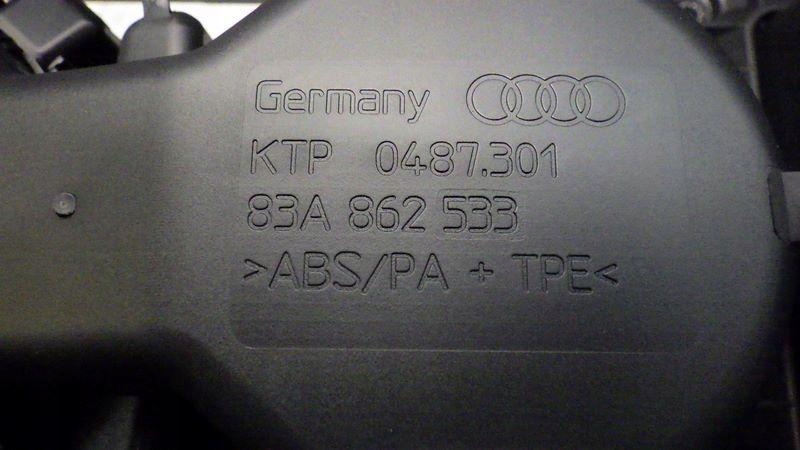 Germany
KTP 0487.301
83A 862 533
>ABS/PA + TPE<